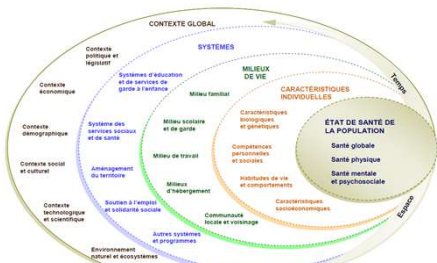 CONTEXTE GLOBAL
Contexte
politique et
législatif
Contexte
économique
Contexte
démographique
Contexte social
et culturel
Contexte
technologique
et scientifique
Environnement
naturel et écosystèmes
SYSTÈMES
Systèmes d'éducation
et de services de
garde à l'enfance
Système des
services sociaux
et de santé
Aménagement
du territoire
Soutien à l'emploi
et solidarité sociale
Autres systèmes
et programmes
MILIEUX
DE VIE
Milieu familial
Milieu scolaire
et de garde
Milieu de travail
Milieux
d'hébergement
Communauté
locale et voisinage
CARACTÉRISTIQUES
INDIVIDUELLES
Caractéristiques
biologiques
et génétiques
Compétences
personnelles
et sociales
Habitudes de vie
et comportements
Caractéristiques
socioéconomiques
ÉTAT DE SANTÉ DE
LA POPULATION
Santé globale
Santé physique
Santé mentale
et psychosociale
Temps
Espace